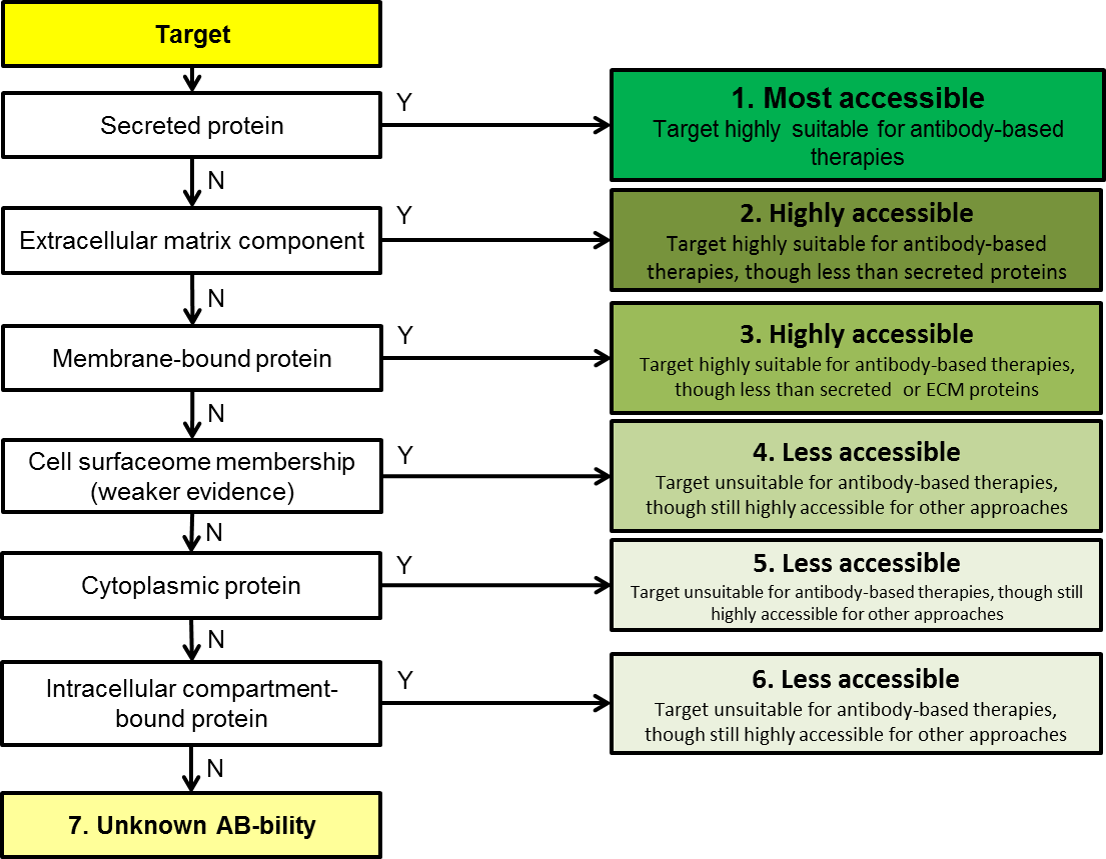 Target
Secreted protein
Y
1. Most accessible
Target highly suitable for antibody-based
therapies
N
Extracellular matrix component
Y
2. Highly accessible
Target highly suitable for antibody-based
therapies, though less than secreted proteins
N
Membrane-bound protein
Y
3. Highly accessible
Target highly suitable for antibody-based therapies,
though less than secreted or ECM proteins
N
Cell surfaceome membership
(weaker evidence)
Y
4. Less accessible
Target unsuitable for antibody-based therapies,
though still highly accessible for other approaches
N
Cytoplasmic protein
Y
5. Less accessible
Target unsuitable for antibody-based therapies, though still
highly accessible for other approaches
N
Intracellular compartment-
bound protein
Y
6. Less accessible
Target unsuitable for antibody-based therapies,
though still highly accessible for other approaches
N
7. Unknown AB-bility